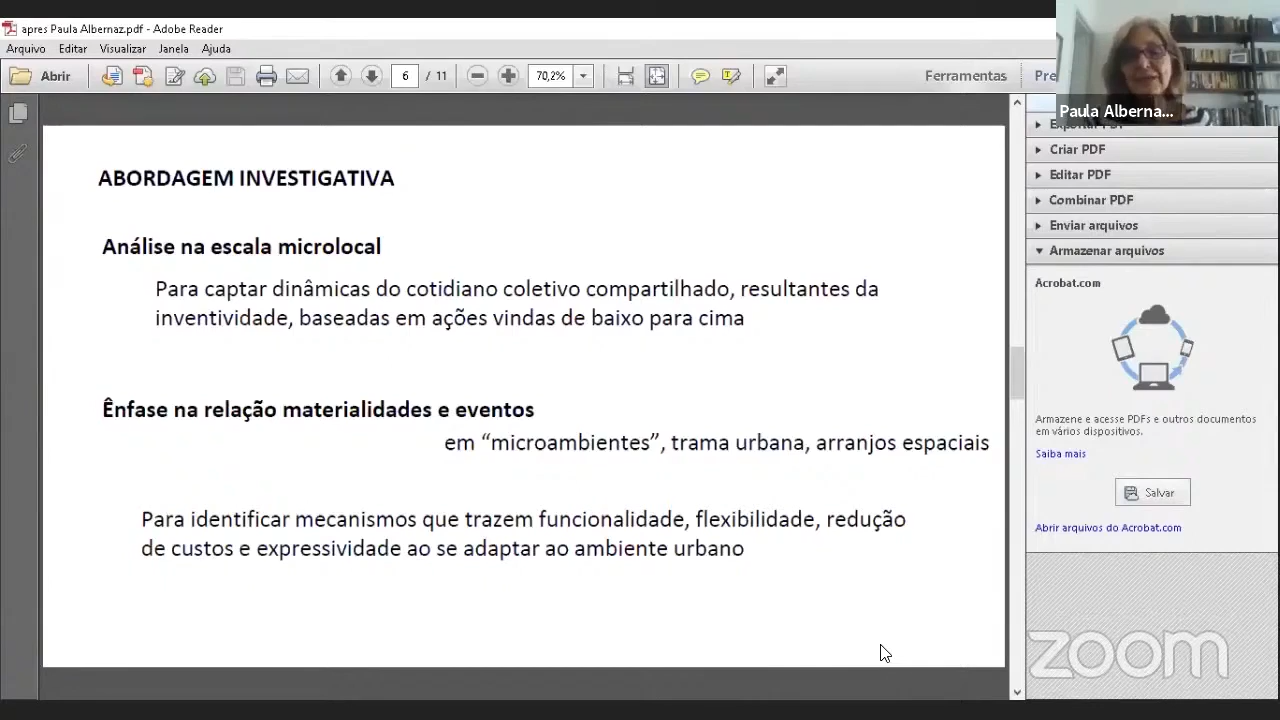 apres Paula Albernaz.pdf - Adobe Reader
Arquivo Editar Visualizar Janela Ajuda
Abrir 6 / 11 70,2% Ferramentas
Paula Alberna...
Exportar PDF
Criar PDF
Editar PDF
Combinar PDF
Enviar arquivos
Armazenar arquivos
Acrobat.com
Armazene e acesse PDFs e outros documentos
em vários dispositivos.
Saiba mais
Salvar
Abrir arquivos do Acrobat.com
ABORDAGEM INVESTIGATIVA
Análise na escala microlocal
Para captar dinâmicas do cotidiano coletivo compartilhado, resultantes da
inventividade, baseadas em ações vindas de baixo para cima
Ênfase na relação materialidades e eventos
em “microambientes”, trama urbana, arranjos espaciais
Para identificar mecanismos que trazem funcionalidade, flexibilidade, redução
de custos e expressividade ao se adaptar ao ambiente urbano
zoom